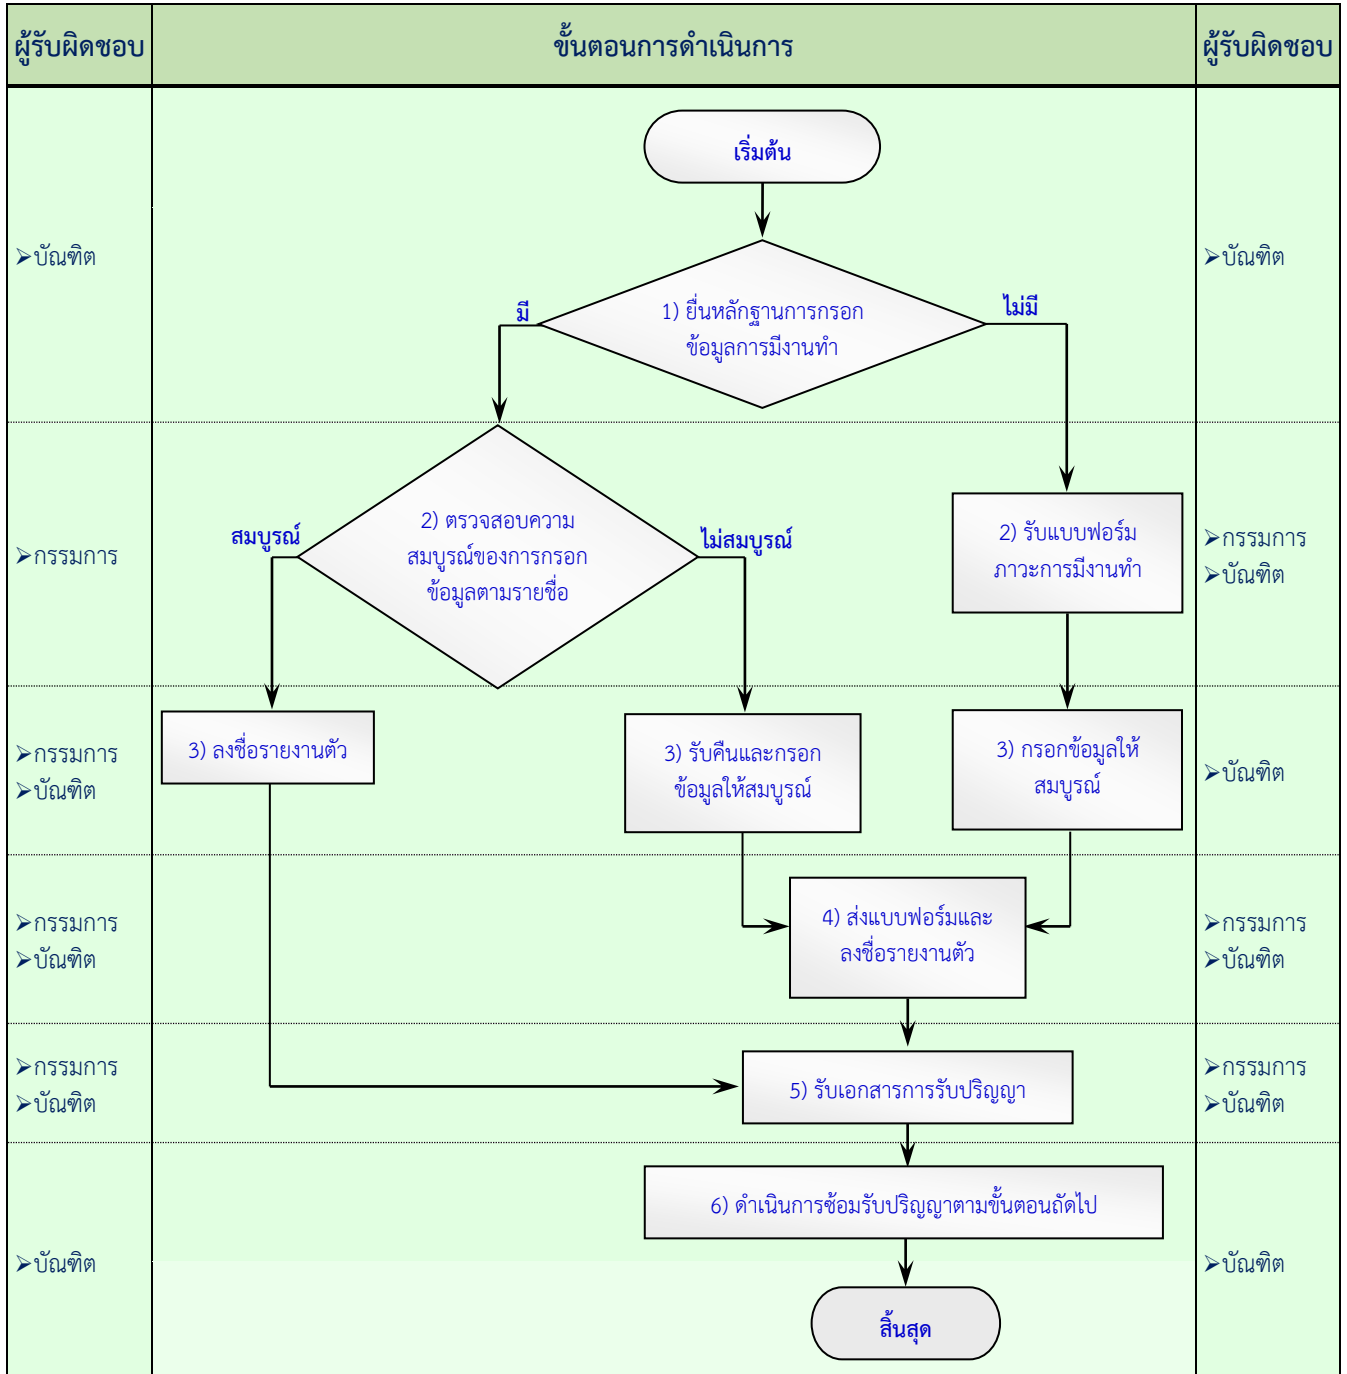 ผู้รับผิดชอบ
ขั้นตอนการดำเนินการ
ผู้รับผิดชอบ
เริ่มต้น
➢บัณฑิต
➢บัณฑิต
1) ยื่นหลักฐานการกรอก
ข้อมูลการมีงานทำ
มี
ไม่มี
➢กรรมการ
สมบูรณ์
2) ตรวจสอบความ
สมบูรณ์ของการกรอก
ข้อมูลตามรายชื่อ
ไม่สมบูรณ์
2) รับแบบฟอร์ม
ภาวะการมีงานทำ
➢กรรมการ
➢บัณฑิต
➢กรรมการ
➢บัณฑิต
3) ลงชื่อรายงานตัว
3) รับคืนและกรอก
ข้อมูลให้สมบูรณ์
3) กรอกข้อมูลให้
สมบูรณ์
➢บัณฑิต
➢กรรมการ
➢บัณฑิต
4) ส่งแบบฟอร์มและ
ลงชื่อรายงานตัว
➢กรรมการ
➢บัณฑิต
➢กรรมการ
➢บัณฑิต
5) รับเอกสารการรับปริญญา
➢กรรมการ
➢บัณฑิต
➢บัณฑิต
6) ดำเนินการซ้อมรับปริญญาตามขั้นตอนถัดไป
➢บัณฑิต
สิ้นสุด